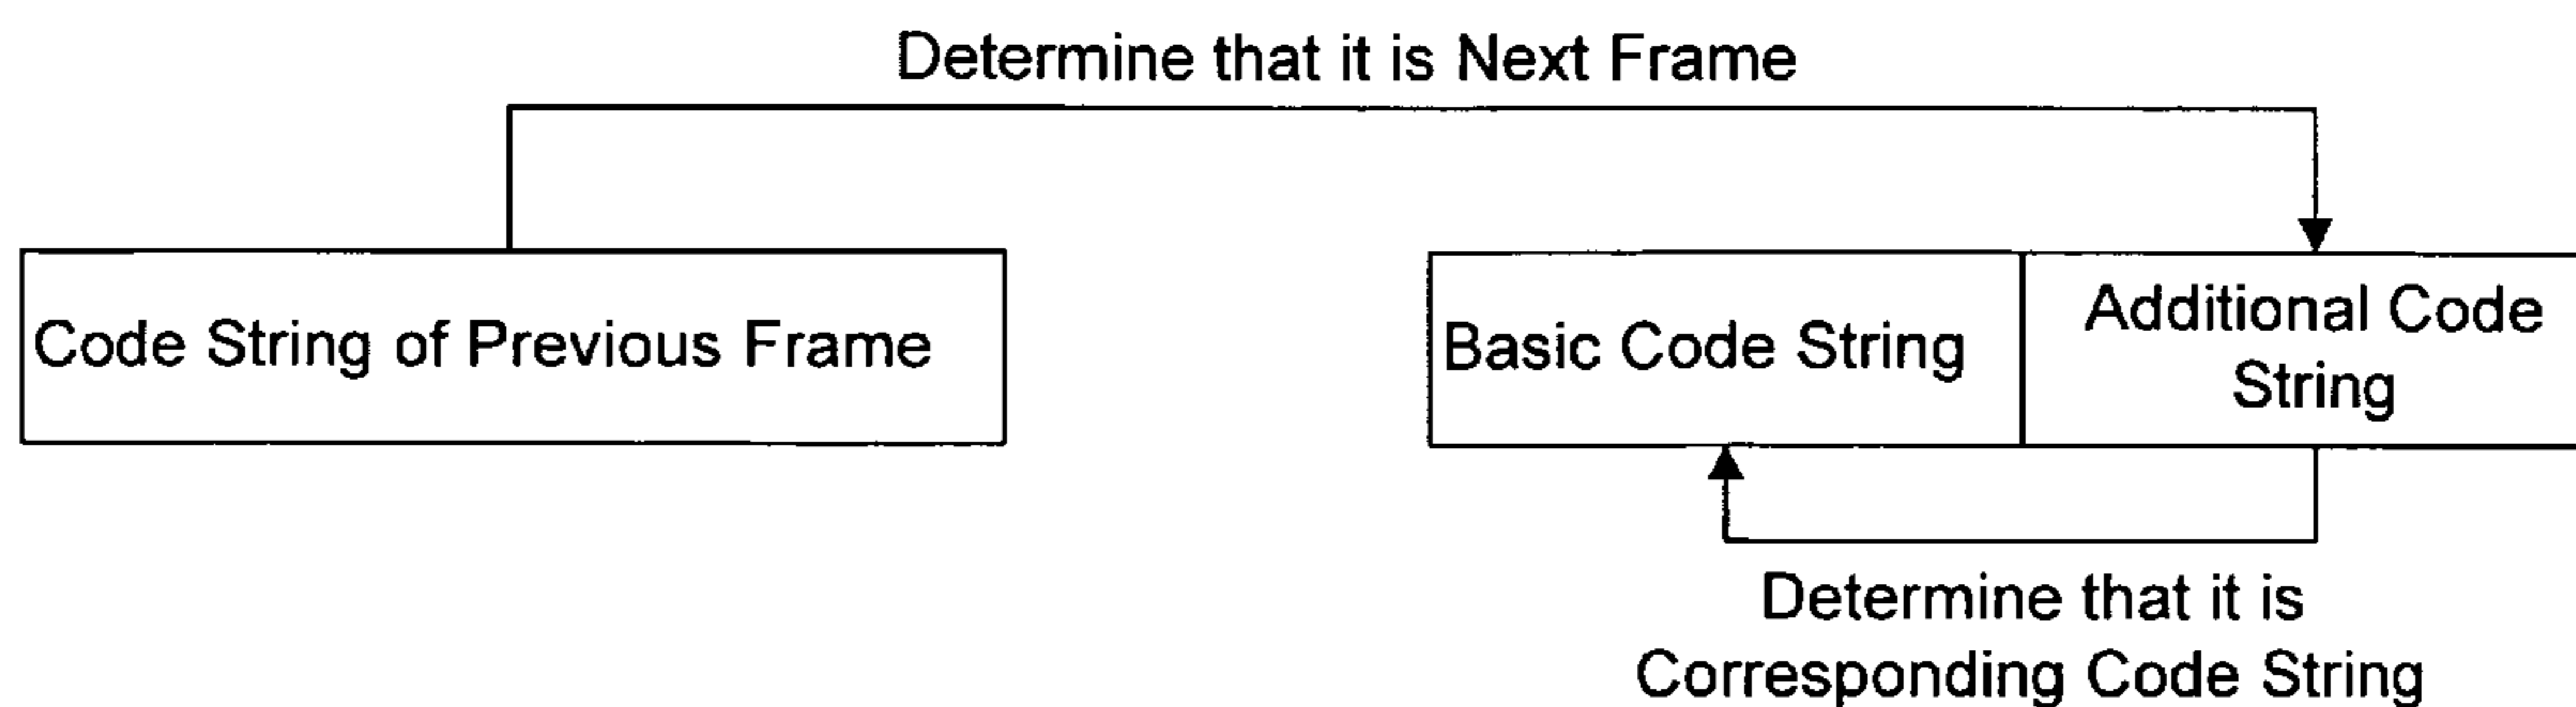 Determine that it is Next Frame
Code String of Previous Frame
Basic Code String
Additional Code
String
Determine that it is
Corresponding Code String